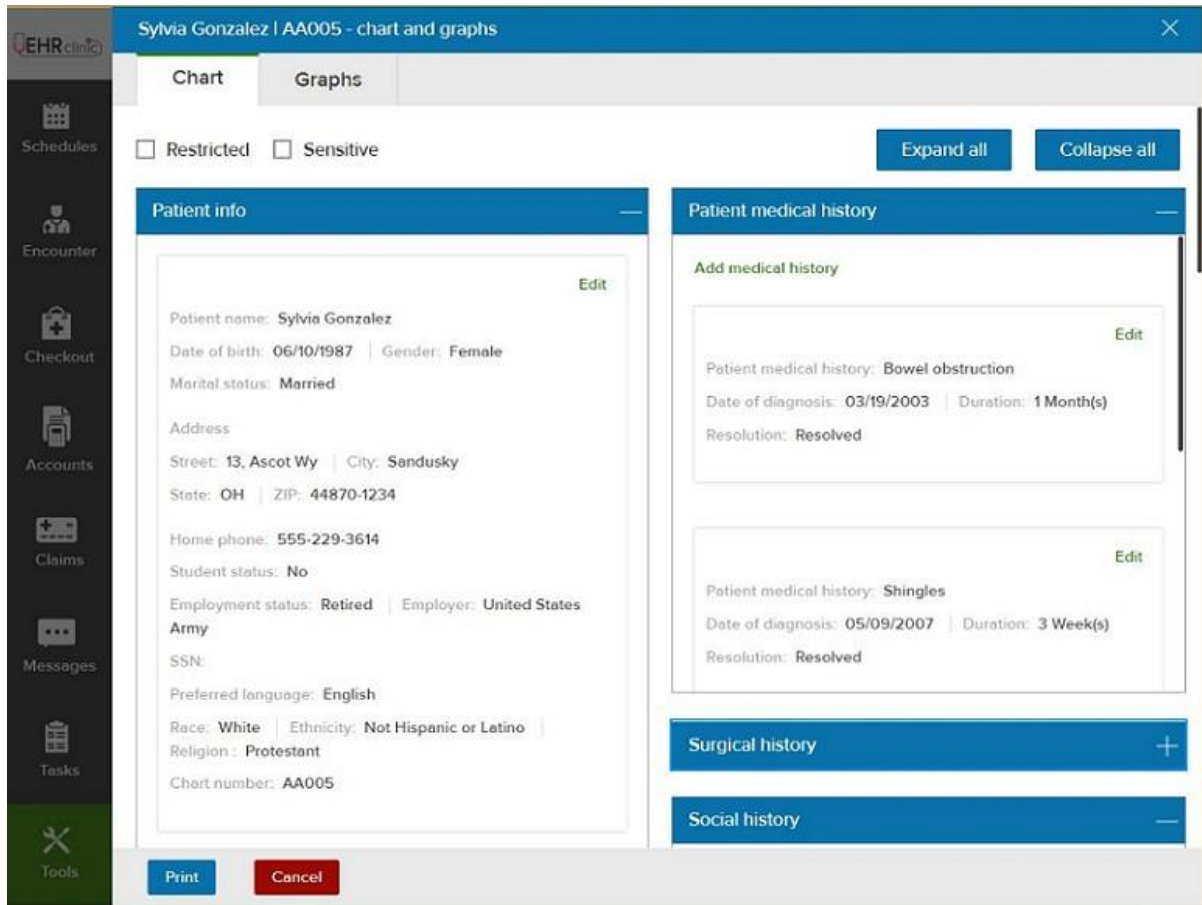 EHR clinic
Sylvia Gonzalez | AA005 - chart and graphs
Chart Graphs
Restricted Sensitive
Expand all Collapse all
Schedules
Encounter
Checkout
Accounts
Claims
Messages
Tasks
Tools
Patient info
Edit
Patient name: Sylvia Gonzalez
Date of birth: 06/10/1987 | Gender: Female
Marital status: Married
Address
Street: 13, Ascot Wy | City: Sandusky
State: OH | ZIP: 44870-1234
Home phone: 555-229-3614
Student status: No
Employment status: Retired | Employer: United States
Army
SSN:
Preferred language: English
Race: White | Ethnicity: Not Hispanic or Latino |
Religion : Protestant
Chart number: AA005
Patient medical history
Add medical history
Edit
Patient medical history: Bowel obstruction
Date of diagnosis: 03/19/2003 | Duration: 1 Month(s)
Resolution: Resolved
Edit
Patient medical history: Shingles
Date of diagnosis: 05/09/2007 | Duration: 3 Week(s)
Resolution: Resolved
Surgical history
Social history
Print Cancel